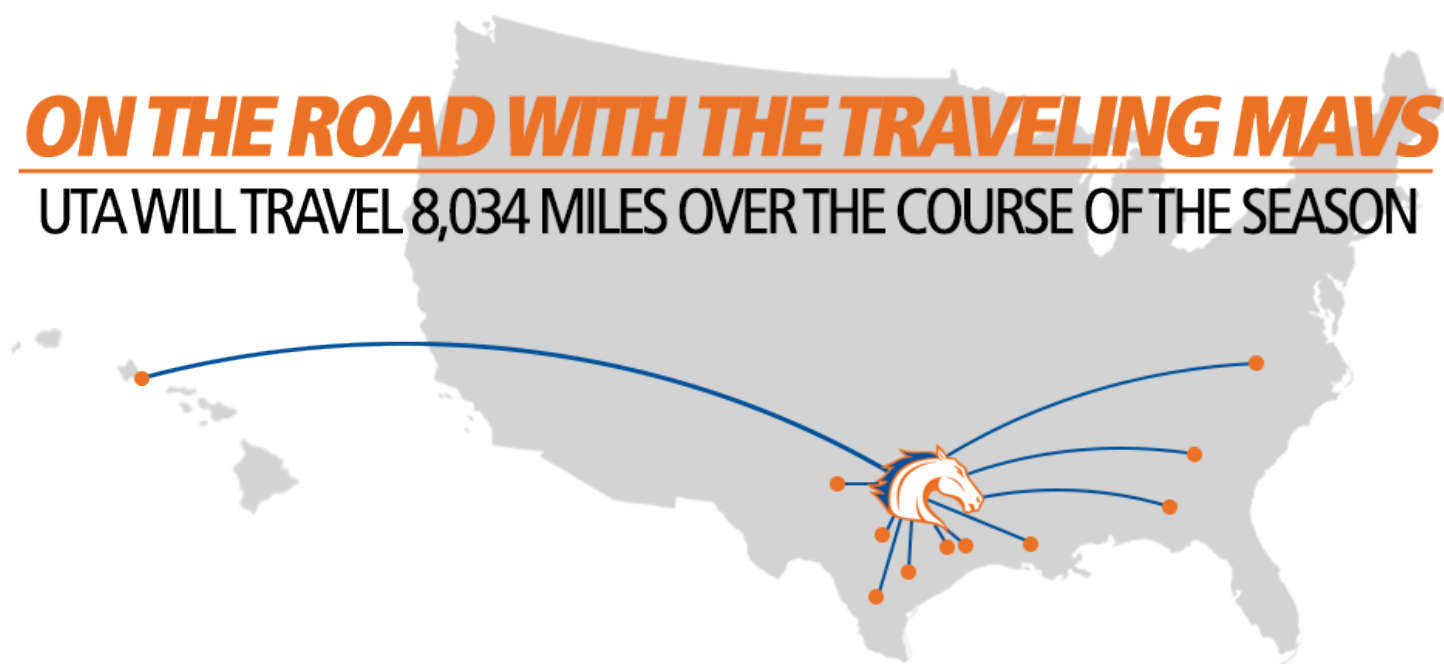 ON THE ROAD WITH THE TRAVELING MAVS
UTA WILL TRAVEL 8,034 MILES OVER THE COURSE OF THE SEASON